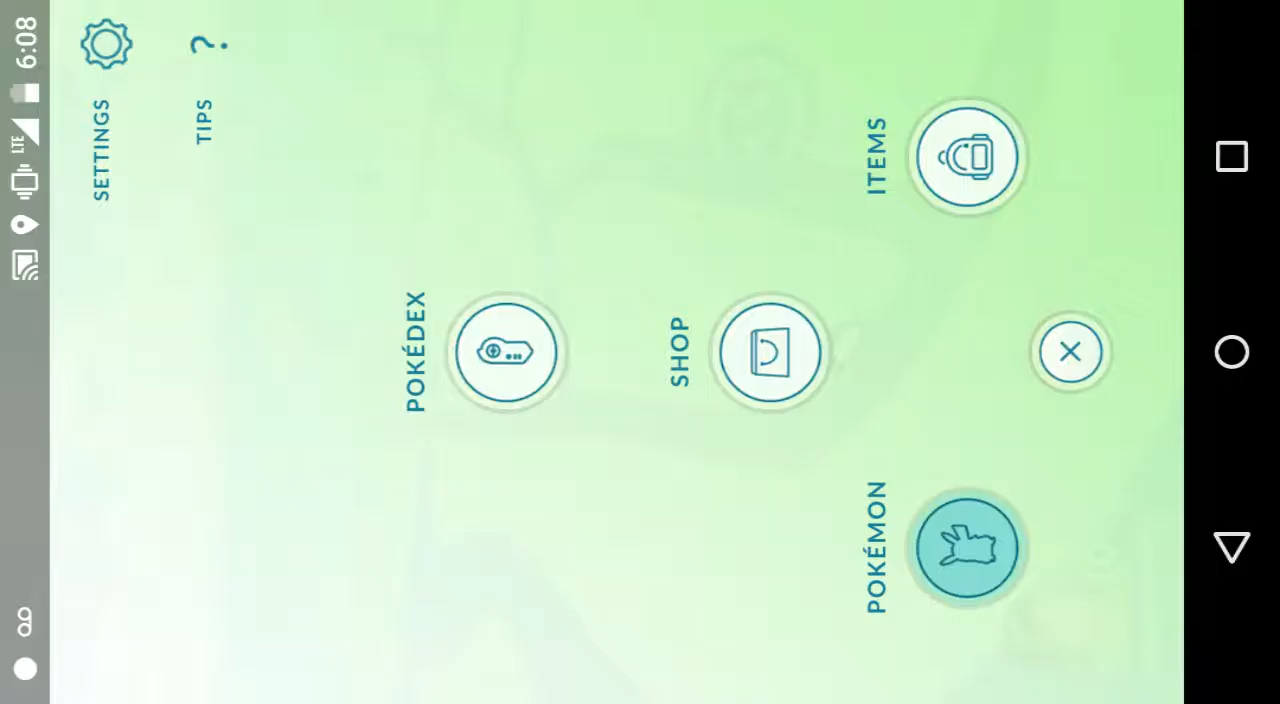 LTE 6:08
SETTINGS
TIPS
POKÉDEX
SHOP
POKÉMON
ITEMS